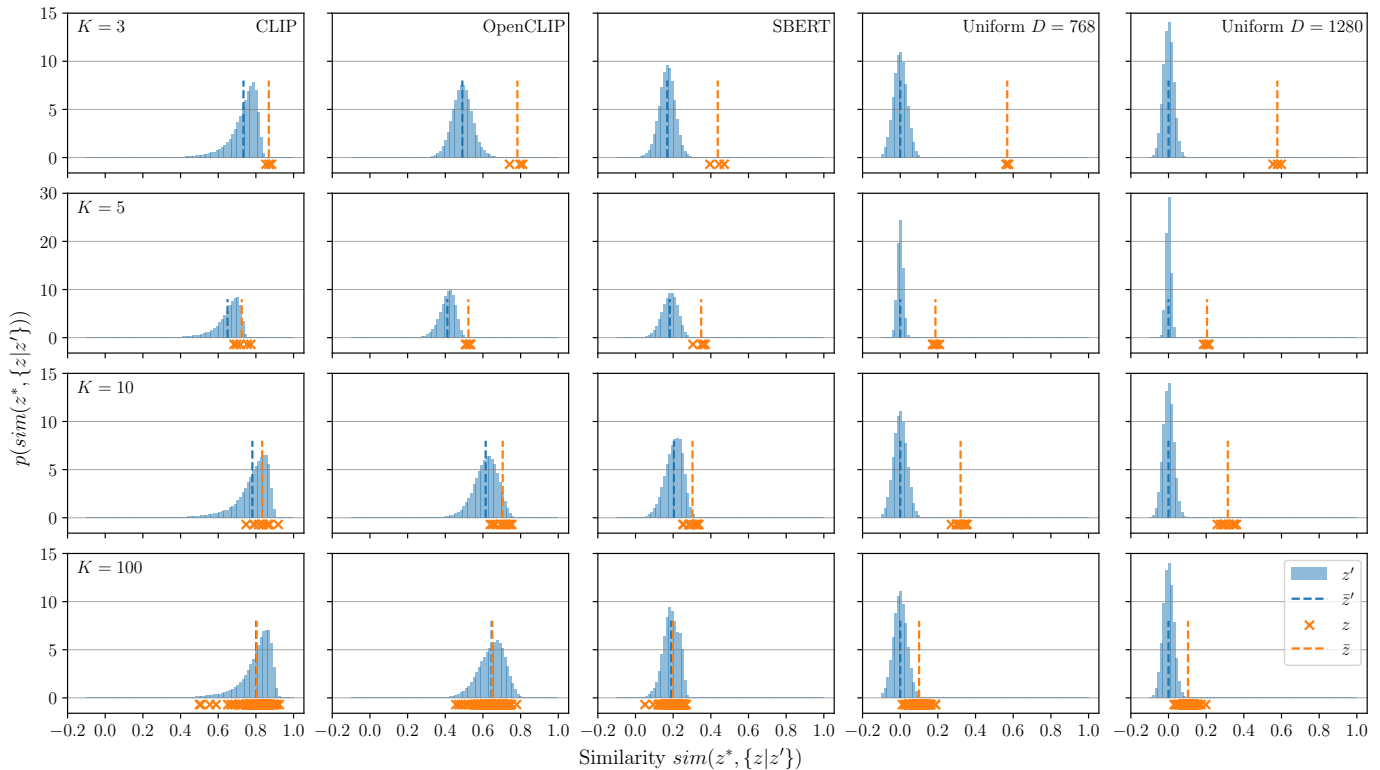 K = 3 CLIP
OpenCLIP
SBERT
Uniform D = 768
Uniform D = 1280
15
10
5
0
K = 5
30
20
10
0
K = 10
15
10
5
0
K = 100
15
10
5
0
p(sim(z*, {z|z′}))
z′
z̄′
z
z̄
−0.2 0.0 0.2 0.4 0.6 0.8 1.0
−0.2 0.0 0.2 0.4 0.6 0.8 1.0
−0.2 0.0 0.2 0.4 0.6 0.8 1.0
−0.2 0.0 0.2 0.4 0.6 0.8 1.0
−0.2 0.0 0.2 0.4 0.6 0.8 1.0
Similarity sim(z*, {z|z′})